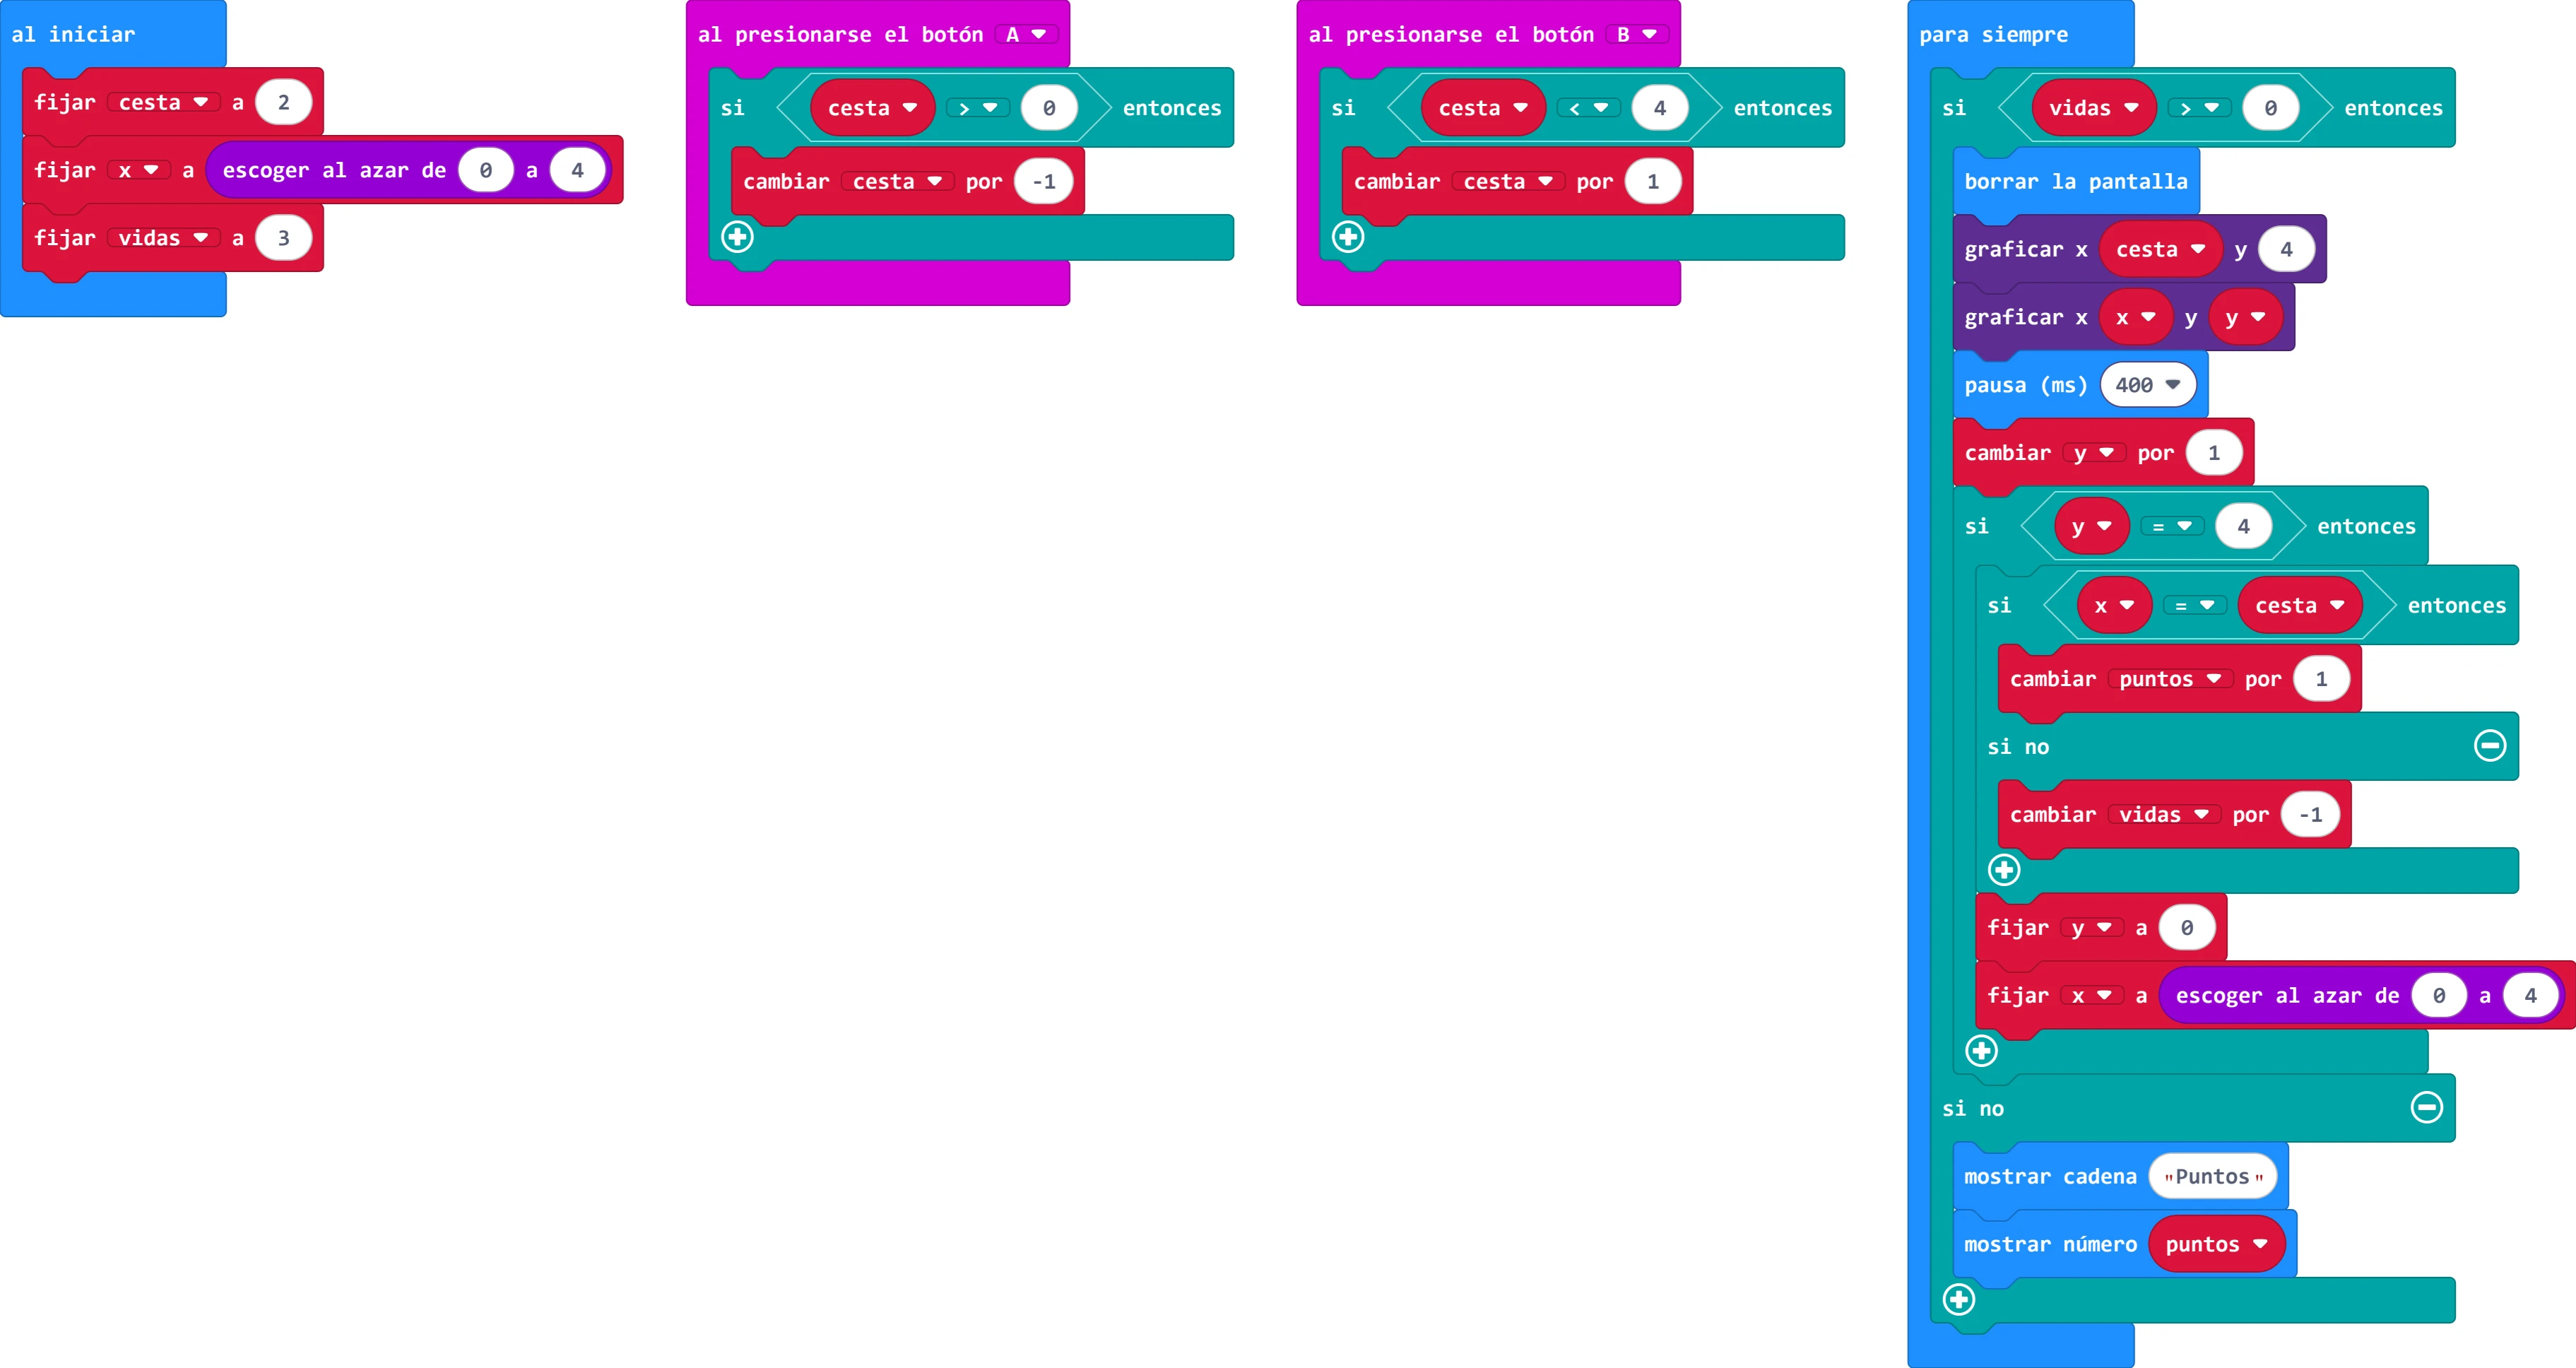 al iniciar
fijar cesta a 2
fijar x a escoger al azar de 0 a 4
fijar vidas a 3
al presionarse el botón A
si cesta > 0 entonces
cambiar cesta por -1
al presionarse el botón B
si cesta < 4 entonces
cambiar cesta por 1
para siempre
si vidas > 0 entonces
borrar la pantalla
graficar x cesta y 4
graficar x x y y
pausa (ms) 400
cambiar y por 1
si y = 4 entonces
si x = cesta entonces
cambiar puntos por 1
si no
cambiar vidas por -1
fijar y a 0
fijar x a escoger al azar de 0 a 4
si no
mostrar cadena "Puntos"
mostrar número puntos